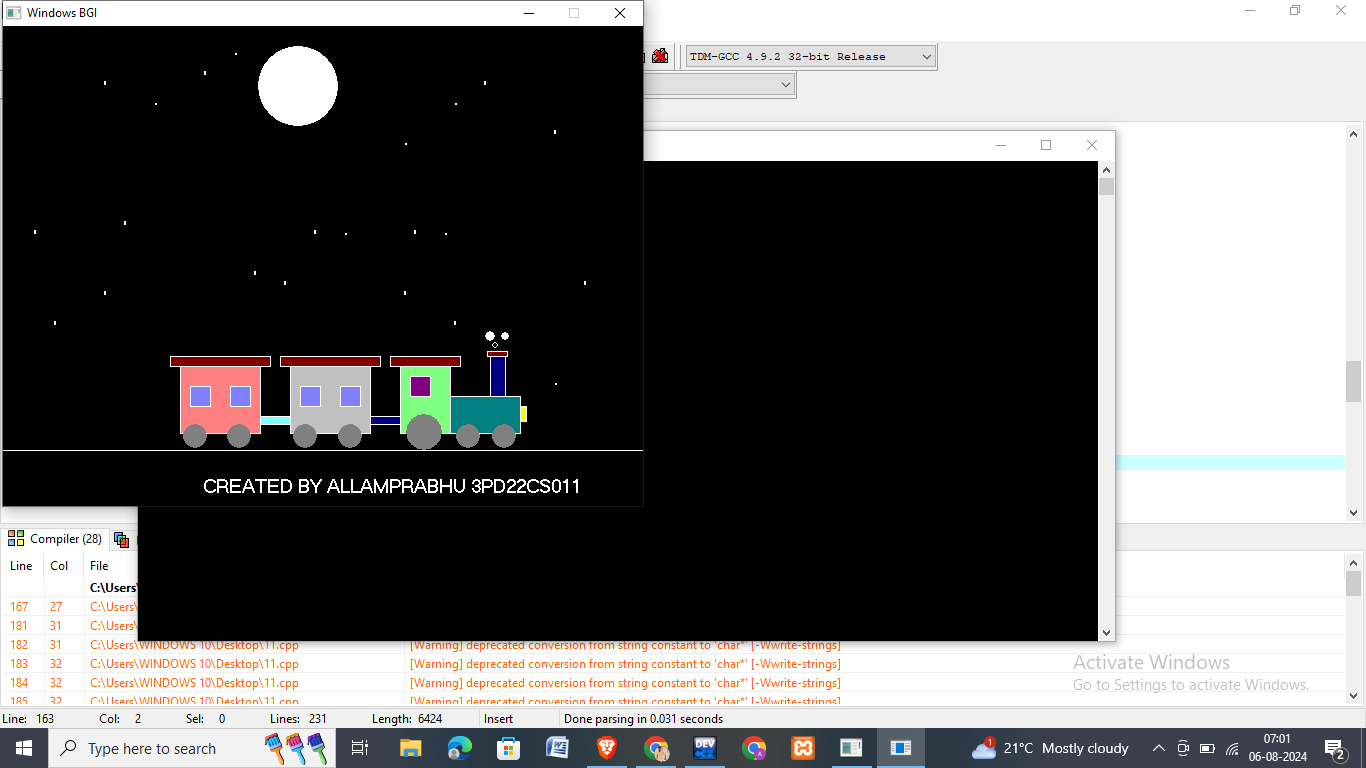 Windows BGI
TDM-GCC 4.9.2 32-bit Release
CREATED BY ALLAMPRABHU 3PD22CS011
Compiler (28)
Line Col File
C:\Users\
167 27 C:\Users\
181 31 C:\Users\
182 31 C:\Users\WINDOWS 10\Desktop\11.cpp [Warning] deprecated conversion from string constant to 'char*' [-Wwrite-strings]
183 32 C:\Users\WINDOWS 10\Desktop\11.cpp [Warning] deprecated conversion from string constant to 'char*' [-Wwrite-strings]
184 32 C:\Users\WINDOWS 10\Desktop\11.cpp [Warning] deprecated conversion from string constant to 'char*' [-Wwrite-strings]
185 32 C:\Users\WINDOWS 10\Desktop\11.cpp [Warning] deprecated conversion from string constant to 'char*' [-Wwrite-strings]
Activate Windows
Go to Settings to activate Windows.
Line: 163 Col: 2 Sel: 0 Lines: 231 Length: 6424 Insert Done parsing in 0.031 seconds
Type here to search
DEV
1
21°C Mostly cloudy
07:01
06-08-2024
2